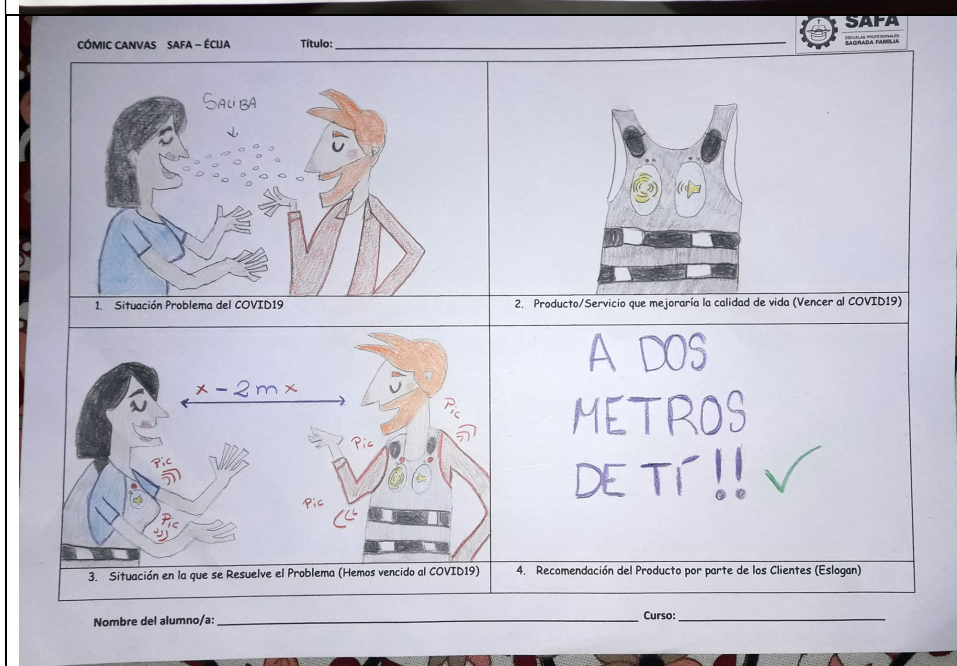 CÓMIC CANVAS SAFA – ÉCIJA Título:
SAFA
ESCUELAS PROFESIONALES
SAGRADA FAMILIA
SALIBA
1. Situación Problema del COVID19
2. Producto/Servicio que mejoraría la calidad de vida (Vencer al COVID19)
x - 2m x
Pic
Pic
Pic
Pic
Pic
3. Situación en la que se Resuelve el Problema (Hemos vencido al COVID19)
A DOS
METROS
DE TÍ!!
4. Recomendación del Producto por parte de los Clientes (Eslogan)
Nombre del alumno/a: Curso: